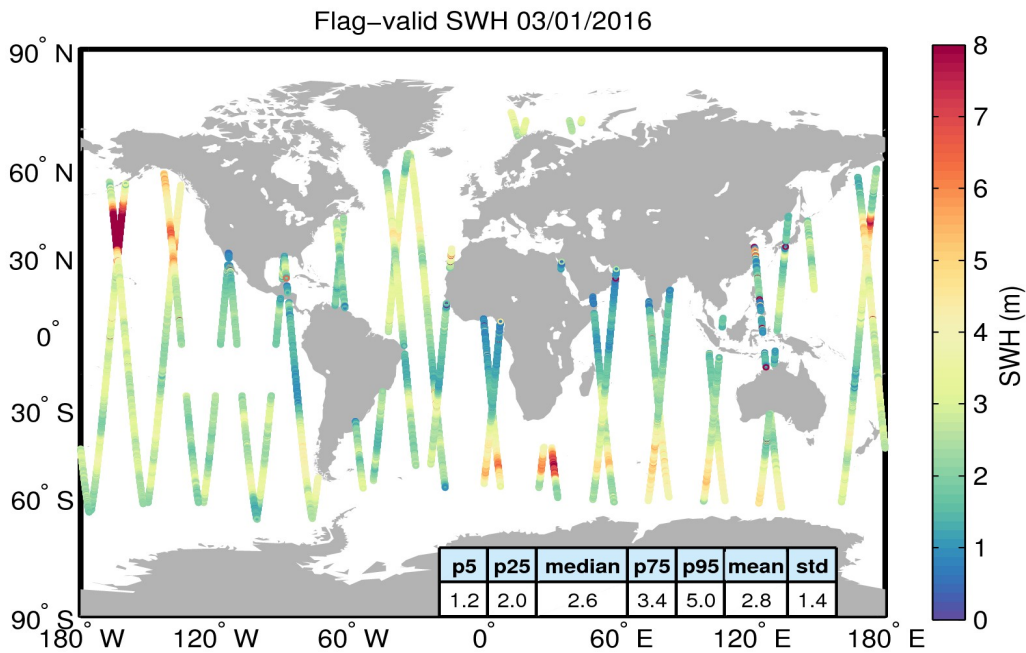 Flag−valid SWH 03/01/2016
90° N
60° N
30° N
0°
30° S
60° S
90° S
180° W
120° W
60° W
0°
60° E
120° E
180° E
8
7
6
5
4
3
2
1
0
SWH (m)
p5 p25 median p75 p95 mean std
1.2 2.0 2.6 3.4 5.0 2.8 1.4